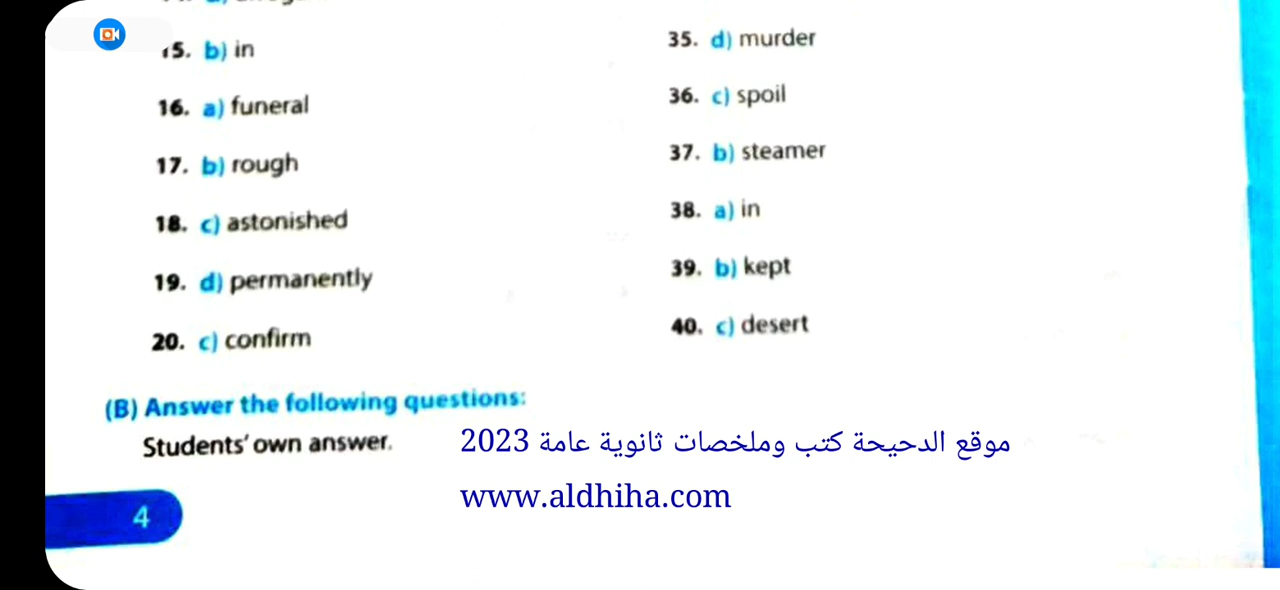 15. b) in
16. a) funeral
17. b) rough
18. c) astonished
19. d) permanently
20. c) confirm
35. d) murder
36. c) spoil
37. b) steamer
38. a) in
39. b) kept
40. c) desert
(B) Answer the following questions:
Students' own answer.
موقع الدحيحة كتب وملخصات ثانوية عامة 2023
www.aldhiha.com
4